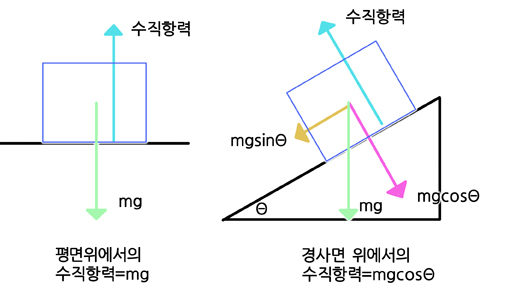 수직항력
mg
평면위에서의
수직항력=mg
수직항력
mgsinθ
θ
mg
mgcosθ
경사면 위에서의
수직항력=mgcosθ